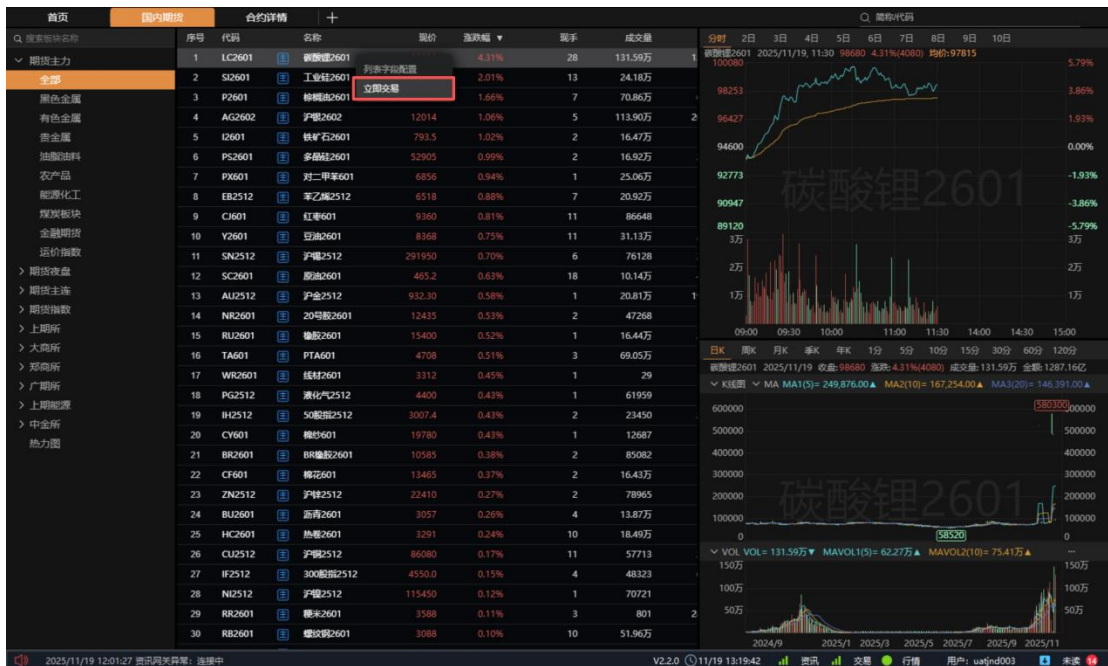 首页 国内期货 合约详情 + 简称/代码
搜索板块名称
期货主力
全部
黑色金属
有色金属
贵金属
油脂油料
农产品
能源化工
煤炭板块
金融期货
运价指数
期货夜盘
期货主连
期货指数
上期所
大商所
郑商所
广期所
上期能源
中金所
热力图
序号 代码 名称 现价 涨跌幅 ▼ 现手 成交量
1 LC2601 主 碳酸锂2601 4.31% 28 131.59万
2 SI2601 主 工业硅2601 2.01% 13 24.18万
3 P2601 主 棕榈油2601 1.66% 7 70.86万
4 AG2602 主 沪银2602 12014 1.06% 5 113.90万
5 I2601 主 铁矿石2601 793.5 1.02% 2 16.47万
6 PS2601 主 多晶硅2601 52905 0.99% 2 16.92万
7 PX601 主 对二甲苯601 6856 0.94% 1 25.06万
8 EB2512 主 苯乙烯2512 6518 0.88% 7 20.92万
9 CJ601 主 红枣601 9360 0.81% 11 86648
10 Y2601 主 豆油2601 8368 0.75% 11 31.13万
11 SN2512 主 沪锡2512 291950 0.70% 6 76128
12 SC2601 主 原油2601 465.2 0.63% 18 10.14万
13 AU2512 主 沪金2512 932.30 0.58% 1 20.81万
14 NR2601 主 20号胶2601 12435 0.53% 2 47268
15 RU2601 主 橡胶2601 15400 0.52% 1 16.44万
16 TA601 主 PTA601 4708 0.51% 3 69.05万
17 WR2601 主 线材2601 3312 0.45% 1 29
18 PG2512 主 液化气2512 4400 0.43% 1 61959
19 IH2512 主 50股指2512 3007.4 0.43% 2 23450
20 CY601 主 棉纱601 19780 0.43% 1 12687
21 BR2601 主 BR橡胶2601 10585 0.38% 2 85082
22 CF601 主 棉花601 13465 0.37% 2 16.43万
23 ZN2512 主 沪锌2512 22410 0.27% 2 78965
24 BU2601 主 沥青2601 3057 0.26% 4 13.87万
25 HC2601 主 热卷2601 3291 0.24% 10 18.49万
26 CU2512 主 沪铜2512 86080 0.17% 11 57713
27 IF2512 主 300股指2512 4550.0 0.15% 4 48323
28 NI2512 主 沪镍2512 115450 0.12% 1 70721
29 RR2601 主 粳米2601 3588 0.11% 3 801
30 RB2601 主 螺纹钢2601 3088 0.10% 10 51.96万
列表字段配置
立即交易
分时 2日 3日 4日 5日 6日 7日 8日 9日 10日
碳酸锂2601 2025/11/19, 11:30 98680 4.31%(4080) 均价:97815
100080 5.79%
98253 3.86%
96427 1.93%
94600 0.00%
92773 -1.93%
90947 -3.86%
89120 -5.79%
碳酸锂2601
3万 3万
2万 2万
1万 1万
09:00 09:30 10:00 11:00 11:30 14:00 14:30 15:00
日K 周K 月K 季K 年K 1分 5分 10分 15分 30分 60分 120分
碳酸锂2601 2025/11/19 收盘:98680 涨跌:4.31%(4080) 成交量:131.59万 金额:1287.16亿
K线图 MA MA1(5)= 249,876.00▲ MA2(10)= 167,254.00▲ MA3(20)= 146,391.00▲
600000 580300 600000
500000 500000
400000 400000
300000 300000
200000 200000
100000 100000
0 58520 0
碳酸锂2601
VOL VOL= 131.59万▼ MAVOL1(5)= 62.27万▲ MAVOL2(10)= 75.41万▲ ...
150万 150万
100万 100万
50万 50万
2024/9 2025/1 2025/3 2025/5 2025/7 2025/9 2025/11
2025/11/19 12:01:27 资讯网关异常: 连接中 V2.2.0 11/19 13:19:42 资讯 交易 行情 用户: uatjnd003 未读 14